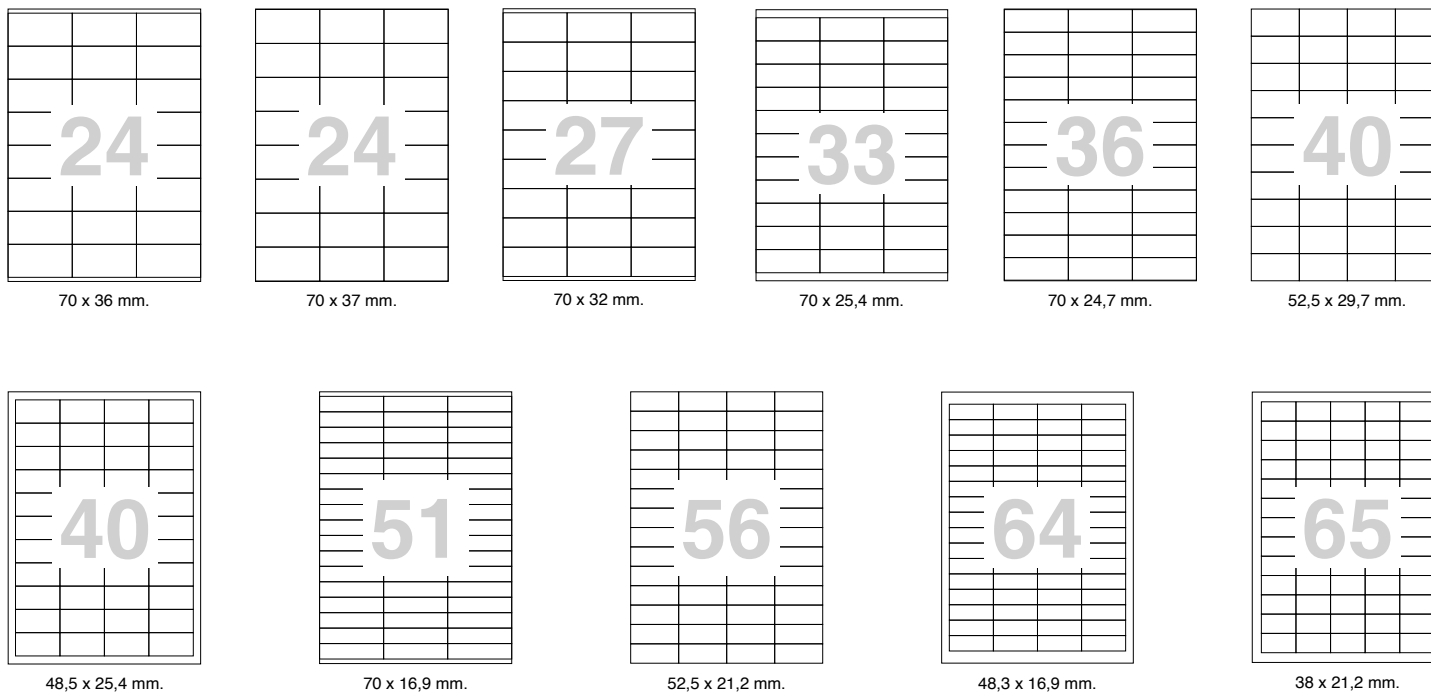 24 24 27 33 36 40
70 x 36 mm. 70 x 37 mm. 70 x 32 mm. 70 x 25,4 mm. 70 x 24,7 mm. 52,5 x 29,7 mm.
40 51 56 64 65
48,5 x 25,4 mm. 70 x 16,9 mm. 52,5 x 21,2 mm. 48,3 x 16,9 mm. 38 x 21,2 mm.